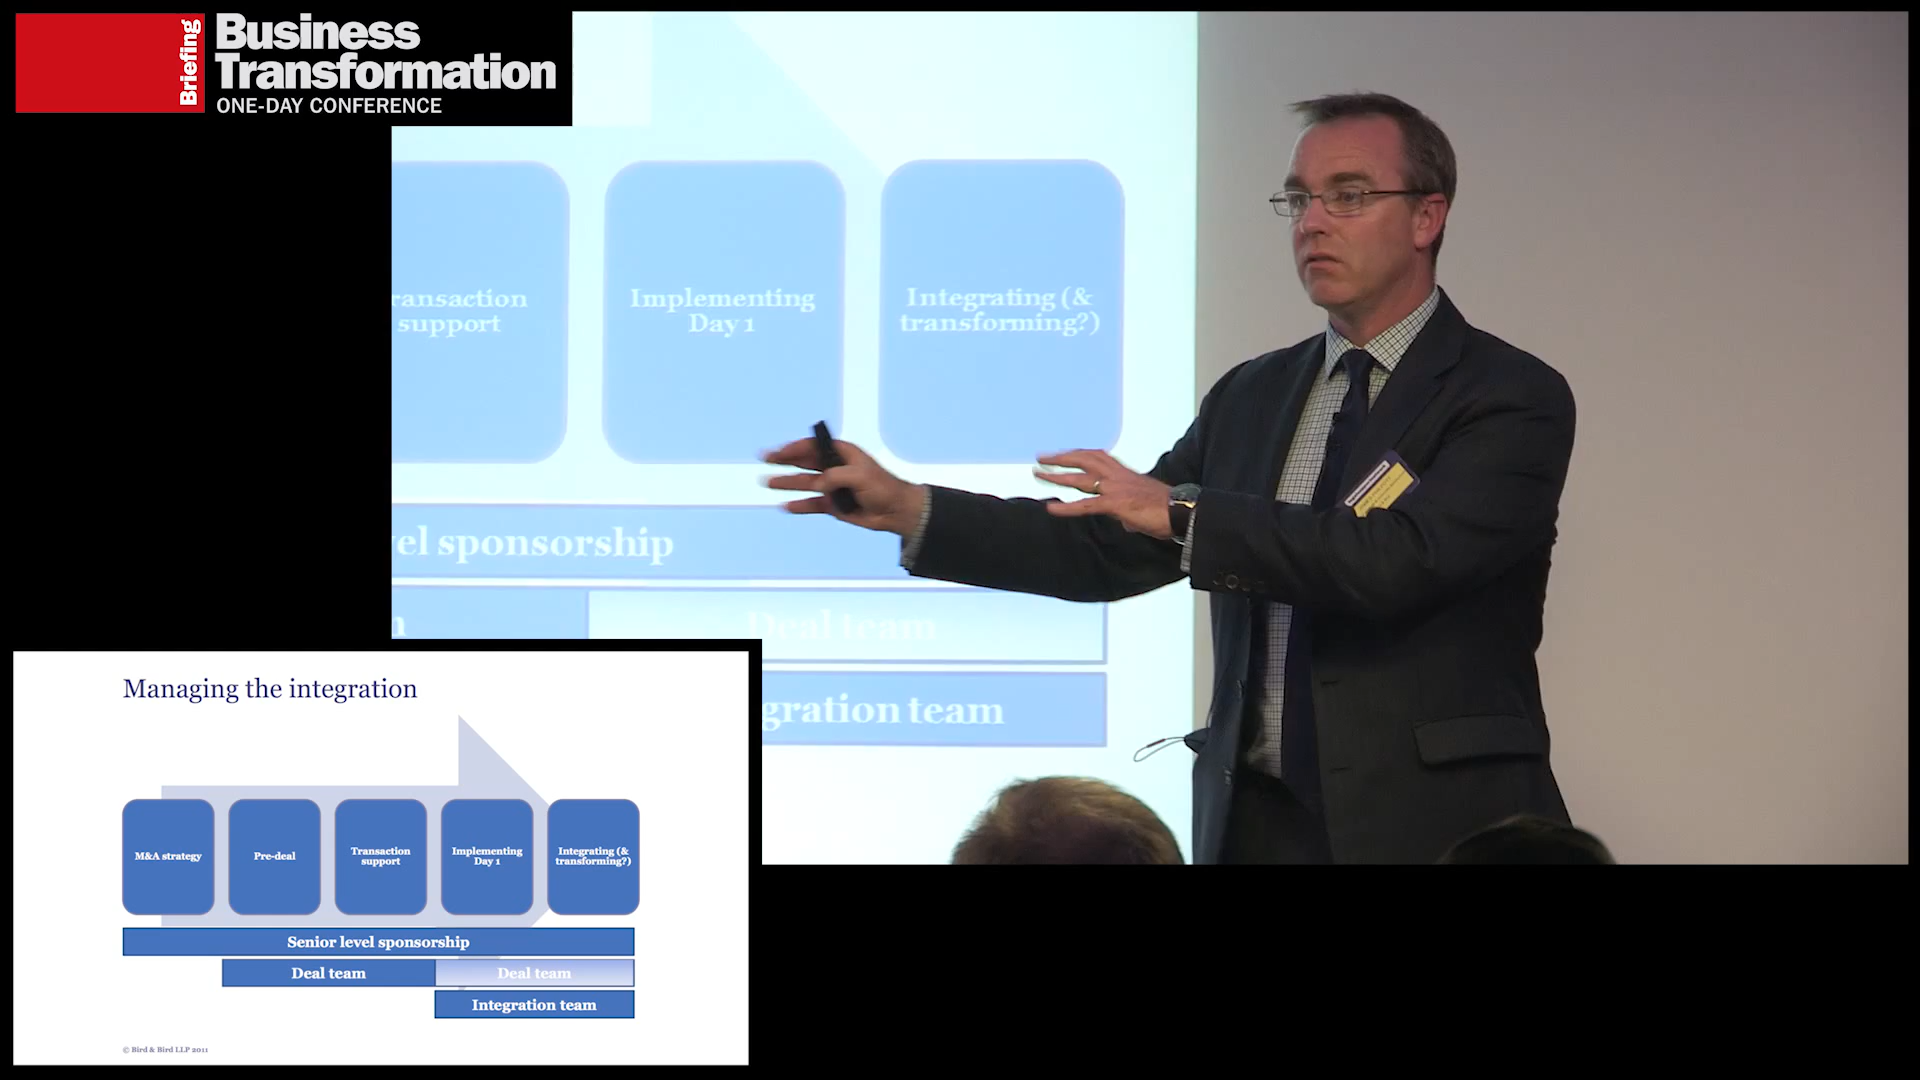 Briefing
Business
Transformation
ONE-DAY CONFERENCE
ransaction
support
Implementing
Day 1
Integrating (&
transforming?)
el sponsorship
Deal team
gration team
Managing the integration
M&A strategy
Pre-deal
Transaction
support
Implementing
Day 1
Integrating (&
transforming?)
Senior level sponsorship
Deal team
Deal team
Integration team
© Bird & Bird LLP 2011